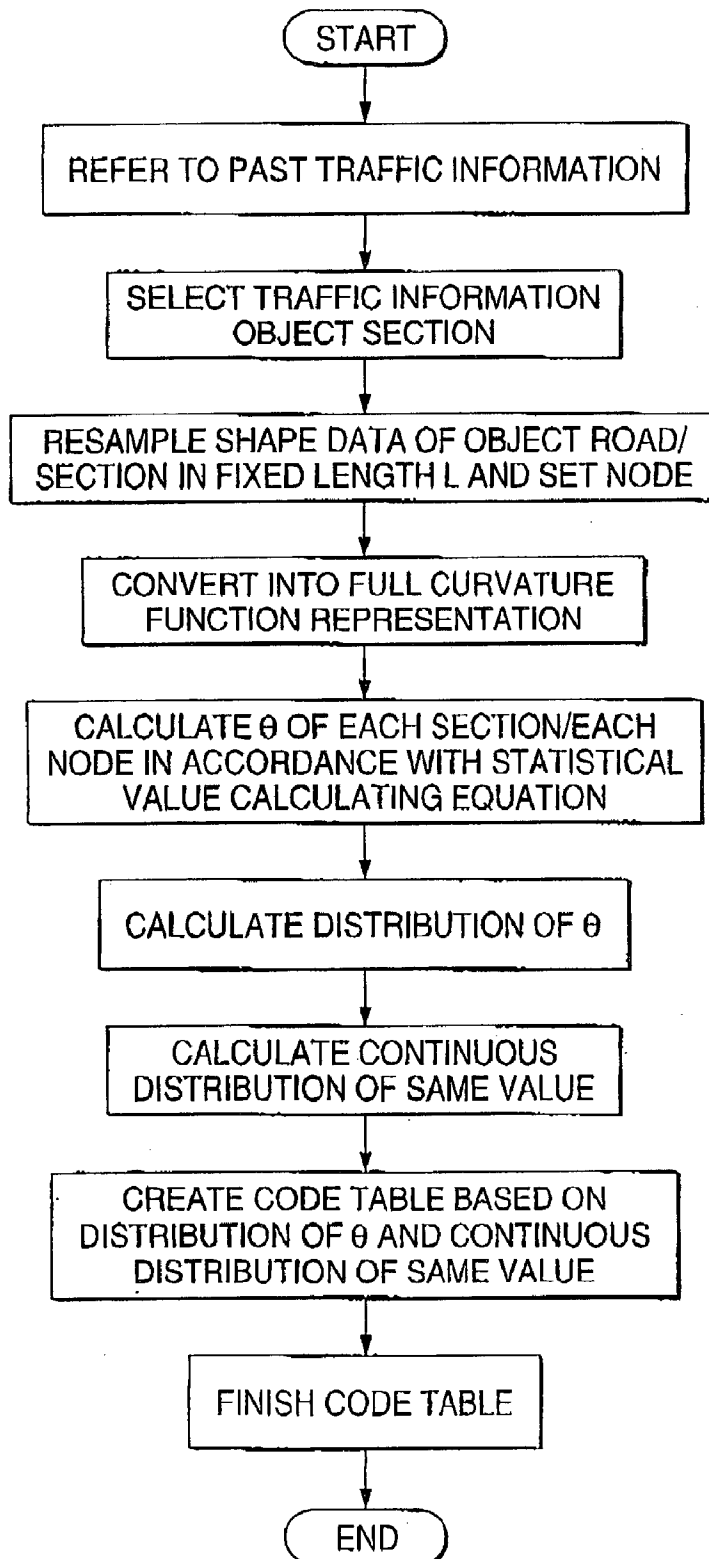 START
REFER TO PAST TRAFFIC INFORMATION
SELECT TRAFFIC INFORMATION
OBJECT SECTION
RESAMPLE SHAPE DATA OF OBJECT ROAD/
SECTION IN FIXED LENGTH L AND SET NODE
CONVERT INTO FULL CURVATURE
FUNCTION REPRESENTATION
CALCULATE θ OF EACH SECTION/EACH
NODE IN ACCORDANCE WITH STATISTICAL
VALUE CALCULATING EQUATION
CALCULATE DISTRIBUTION OF θ
CALCULATE CONTINUOUS
DISTRIBUTION OF SAME VALUE
CREATE CODE TABLE BASED ON
DISTRIBUTION OF θ AND CONTINUOUS
DISTRIBUTION OF SAME VALUE
FINISH CODE TABLE
END